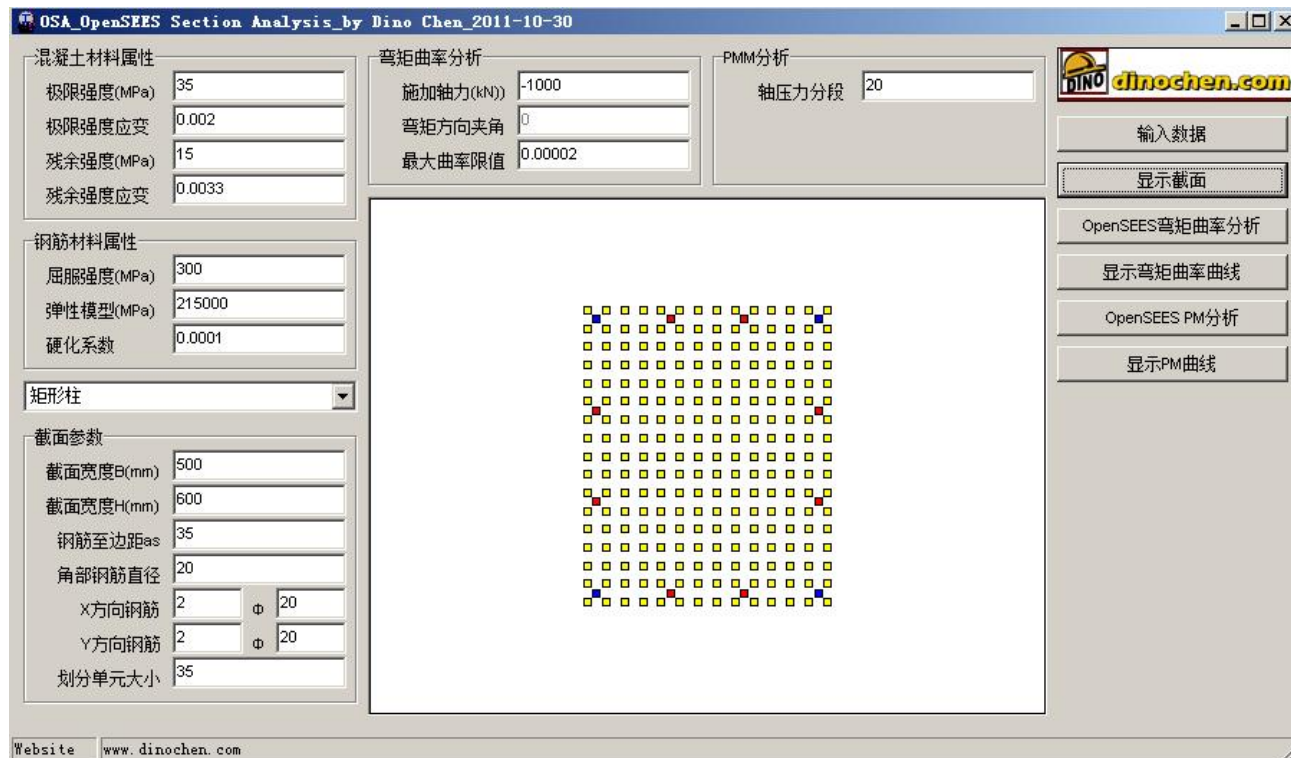 OSA_OpenSEES Section Analysis_by Dino Chen_2011-10-30
混凝土材料属性
极限强度(MPa) 35
极限强度应变 0.002
残余强度(MPa) 15
残余强度应变 0.0033
钢筋材料属性
屈服强度(MPa) 300
弹性模型(MPa) 215000
硬化系数 0.0001
矩形柱
截面参数
截面宽度B(mm) 500
截面宽度H(mm) 600
钢筋至边距as 35
角部钢筋直径 20
X方向钢筋 2 Φ 20
Y方向钢筋 2 Φ 20
划分单元大小 35
弯矩曲率分析
施加轴力(kN)) -1000
弯矩方向夹角 0
最大曲率限值 0.00002
PMM分析
轴压力分段 20
DINO dinochen.com
输入数据
显示截面
OpenSEES弯矩曲率分析
显示弯矩曲率曲线
OpenSEES PM分析
显示PM曲线
Website www.dinochen.com